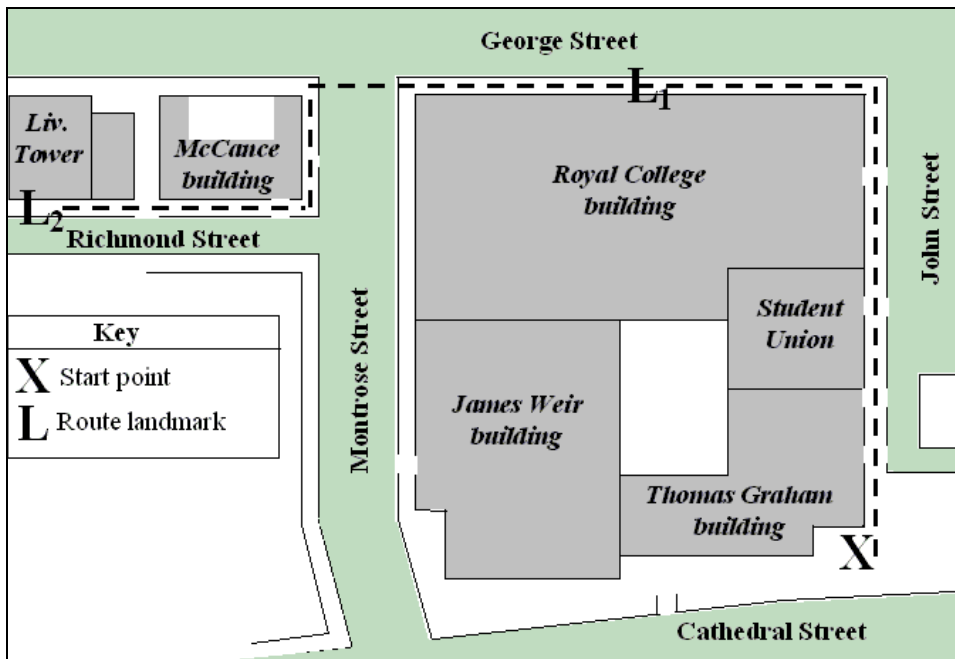 George Street
L1
Liv.
Tower
McCance
building
Royal College
building
L2
Richmond Street
John Street
Student
Union
Key
X Start point
L Route landmark
Montrose Street
James Weir
building
Thomas Graham
building
X
Cathedral Street